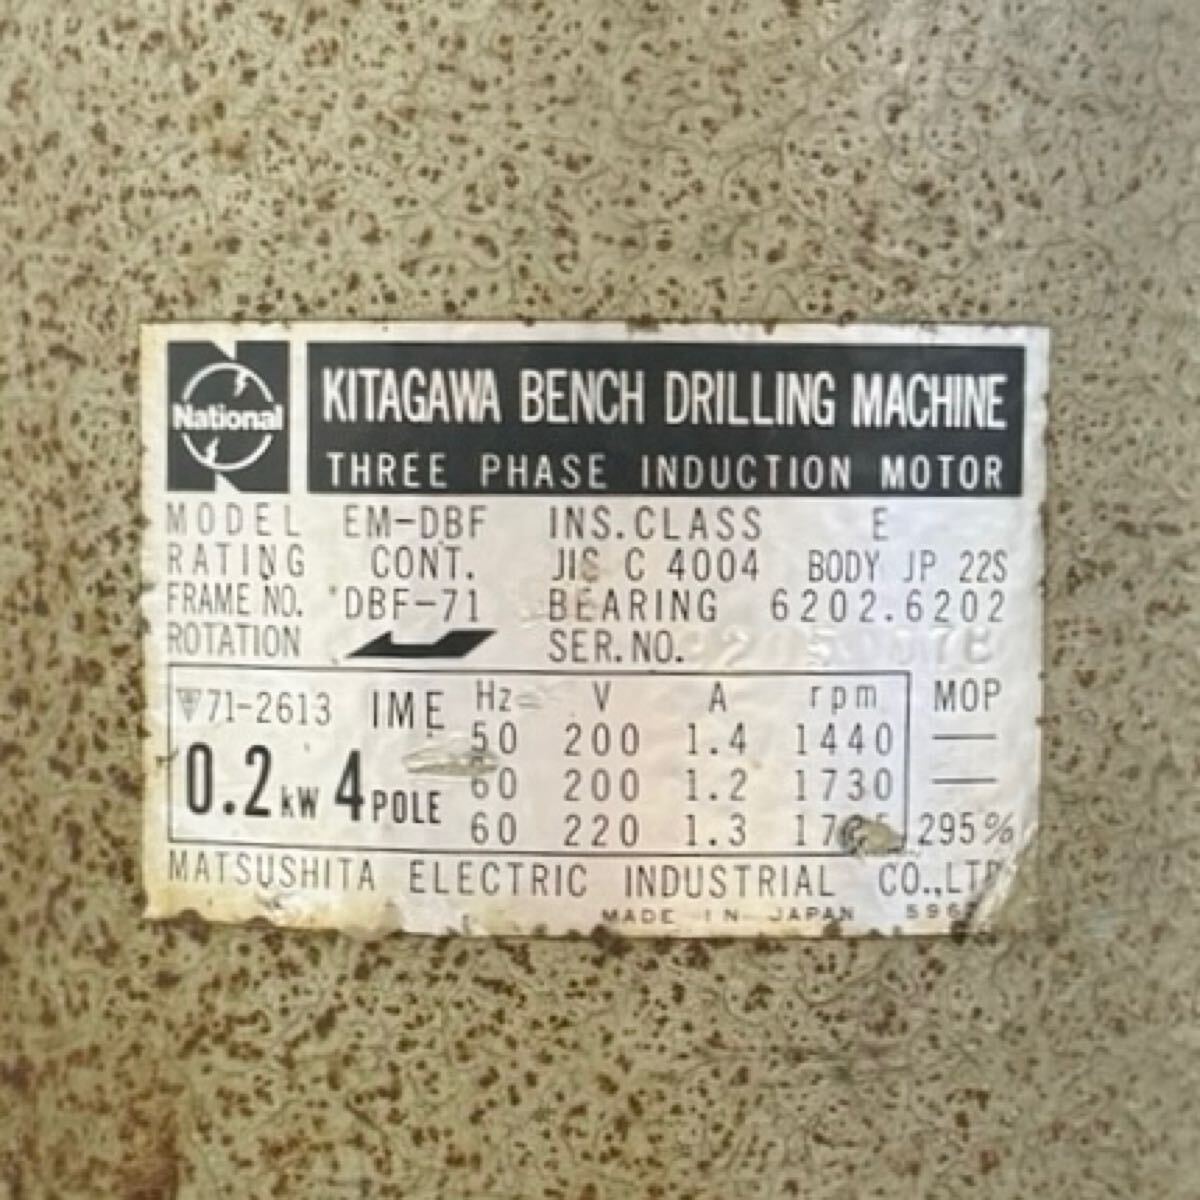 National
KITAGAWA BENCH DRILLING MACHINE
THREE PHASE INDUCTION MOTOR
MODEL EM-DBF INS.CLASS E
RATING CONT. JIS C 4004 BODY JP 22S
FRAME NO. DBF-71 BEARING 6202.6202
ROTATION SER.NO.
71-2613 IME Hz V A rpm MOP
50 200 1.4 1440 —
0.2kW 4POLE 60 200 1.2 1730 —
60 220 1.3 295%
MATSUSHITA ELECTRIC INDUSTRIAL CO.,LTD
MADE IN JAPAN